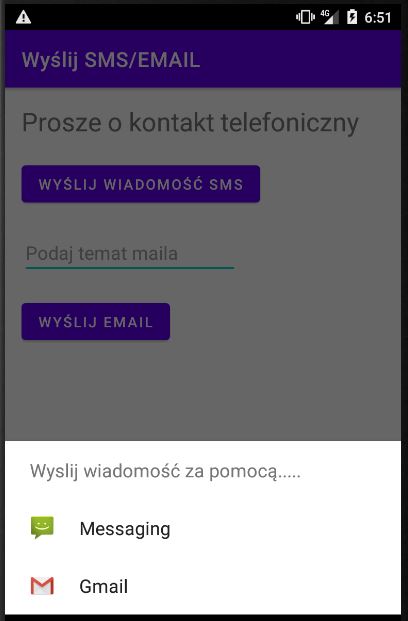 4G 6:51
Wyślij SMS/EMAIL
Prosze o kontakt telefoniczny
WYŚLIJ WIADOMOŚĆ SMS
Podaj temat maila
WYŚLIJ EMAIL
Wyslij wiadomość za pomocą.....
Messaging
Gmail